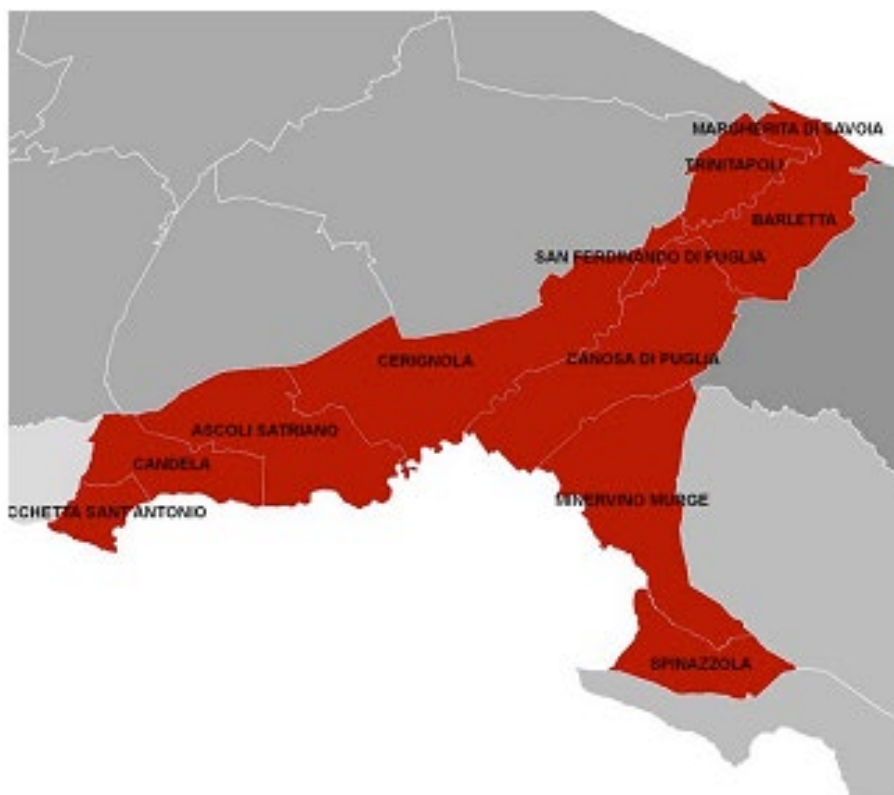 MARGHERITA DI SAVOIA
TRINITAPOLI
BARLETTA
SAN FERDINANDO DI PUGLIA
CERIGNOLA
CANOSA DI PUGLIA
ASCOLI SATRIANO
CANDELA
CCHETTA SANT'ANTONIO
MINERVINO MURGE
SPINAZZOLA